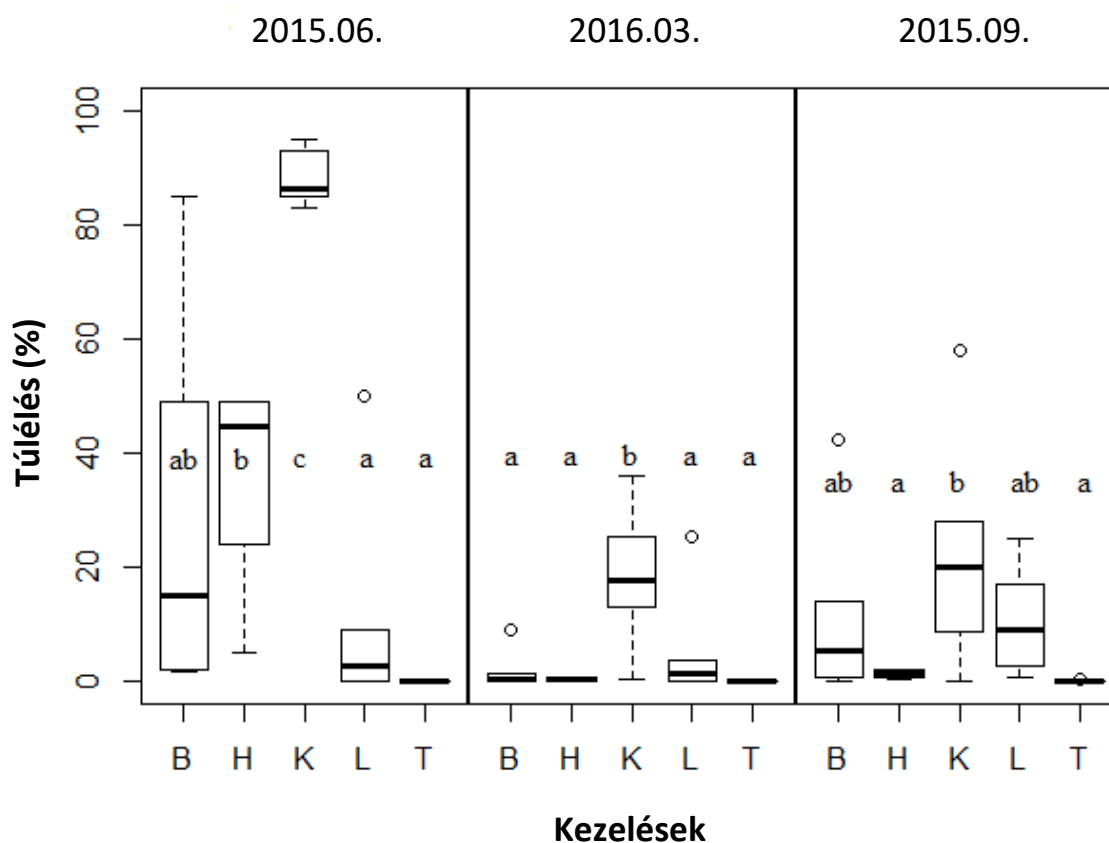 2015.06. 2016.03. 2015.09.
Túlélés (%)
100
80
60
40
20
0
ab b c a a a a b a a ab a b ab a
B H K L T B H K L T B H K L T
Kezelések